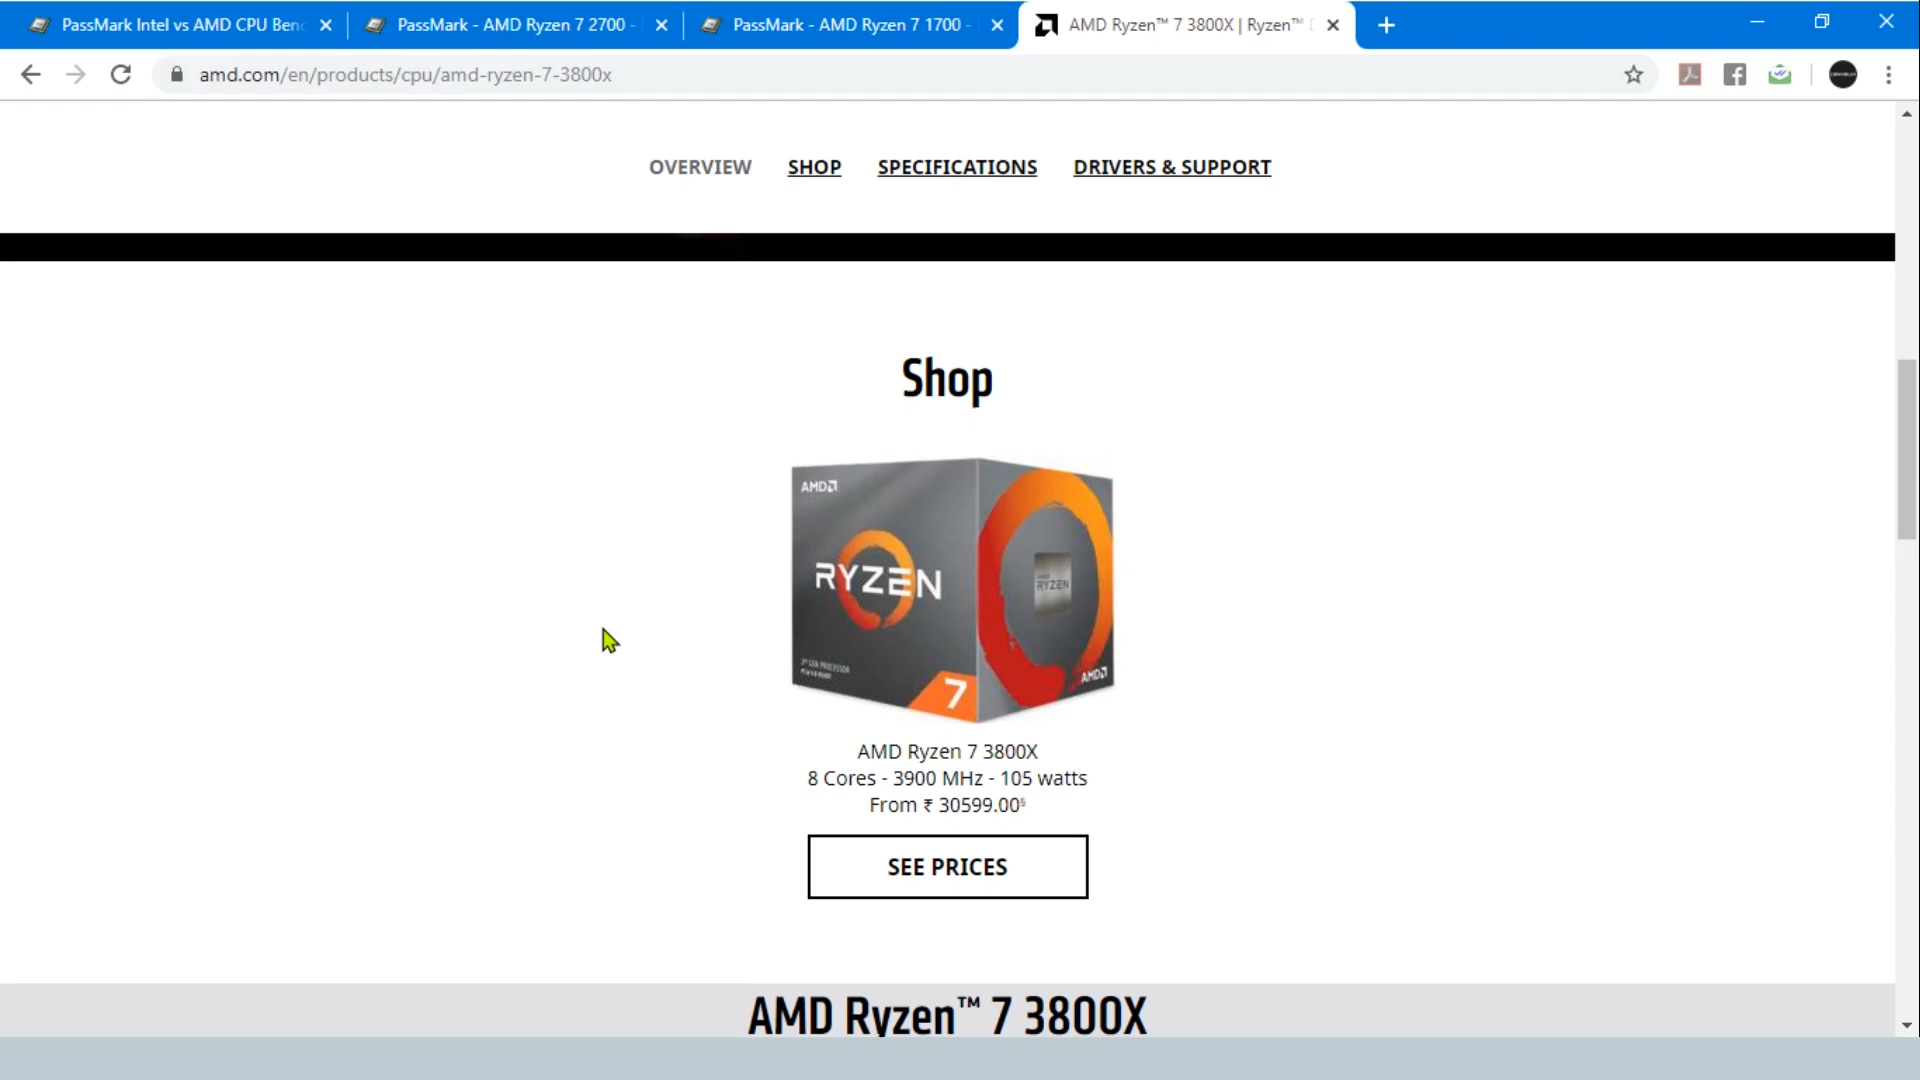 PassMark Intel vs AMD CPU Ben
PassMark - AMD Ryzen 7 2700 -
PassMark - AMD Ryzen 7 1700 -
AMD Ryzen™ 7 3800X | Ryzen™
amd.com/en/products/cpu/amd-ryzen-7-3800x
OVERVIEW SHOP SPECIFICATIONS DRIVERS & SUPPORT
Shop
AMD
RYZEN
7
RYZEN
AMD
AMD Ryzen 7 3800X
8 Cores - 3900 MHz - 105 watts
From ₹ 30599.00§
SEE PRICES
AMD Ryzen™ 7 3800X